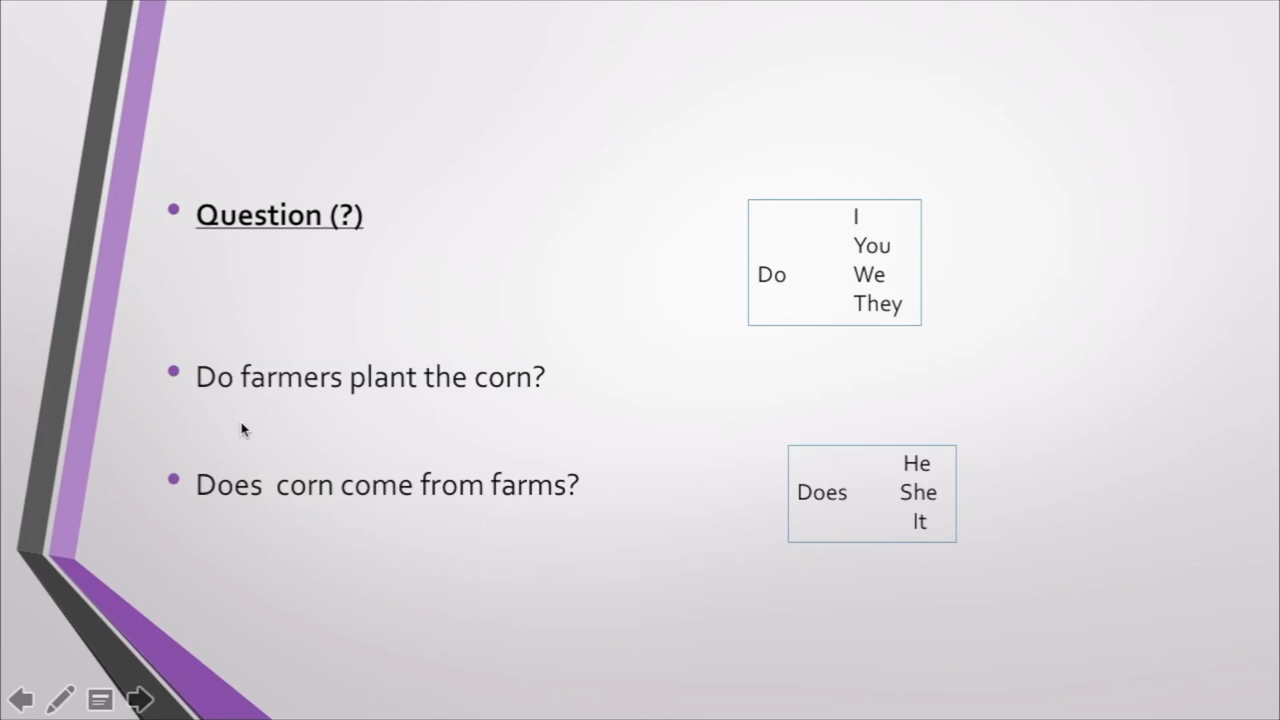 Question (?)
I
You
Do We
They
Do farmers plant the corn?
Does corn come from farms?
He
Does She
It